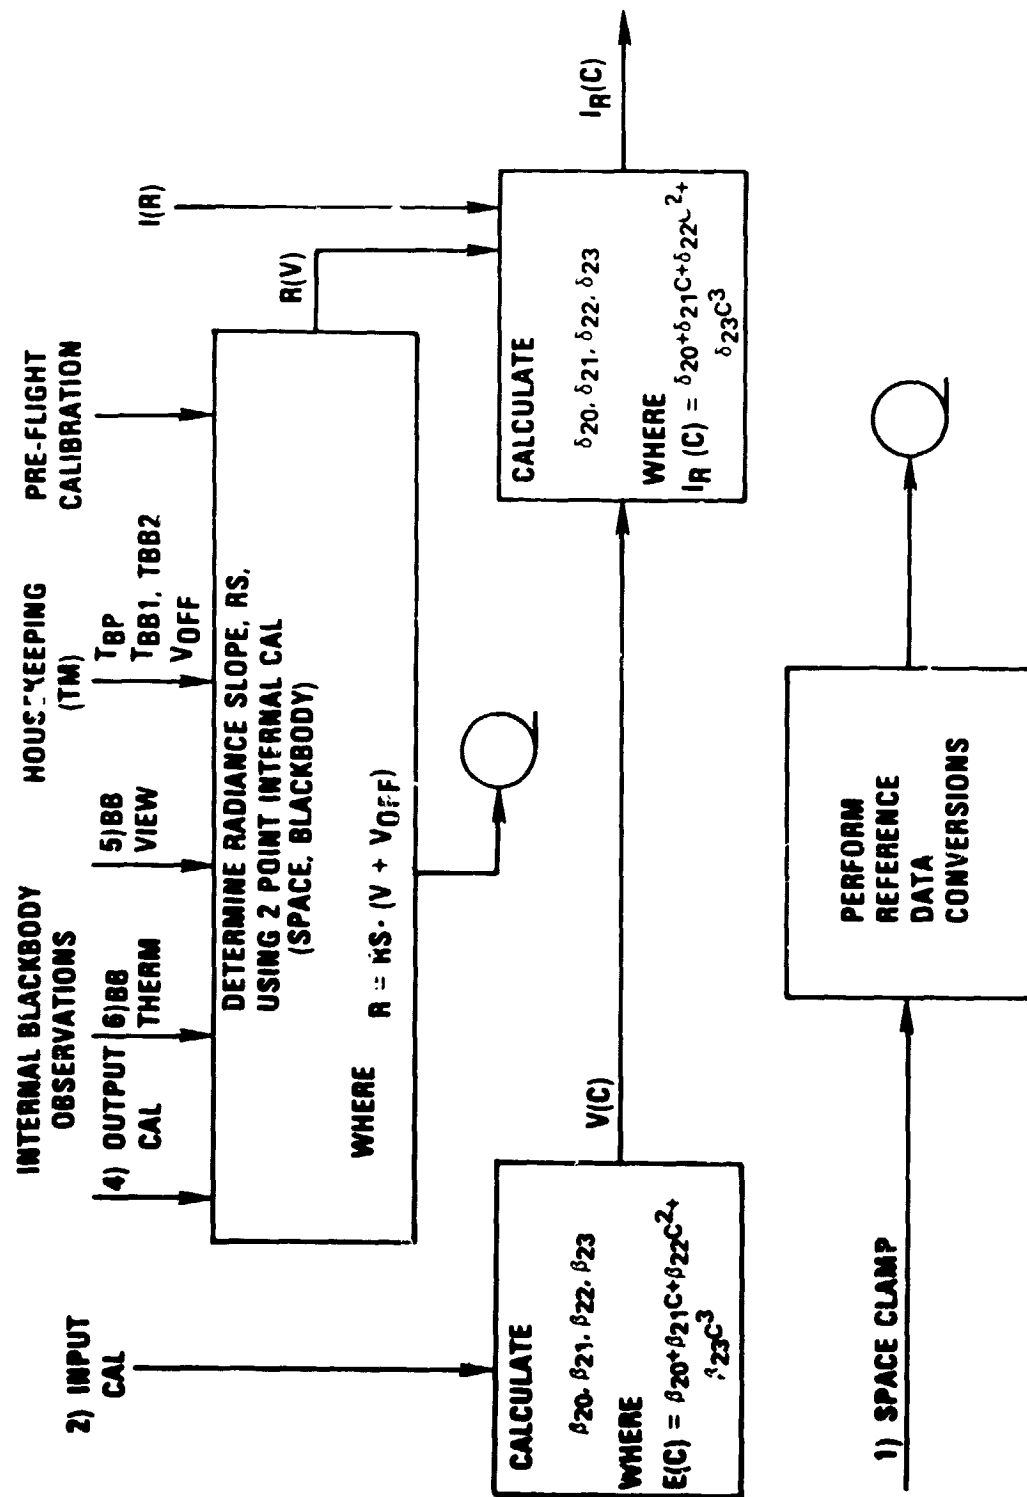 INTERNAL BLACKBODY
OBSERVATIONS
HOUSEKEEPING
(TM)
PRE-FLIGHT
CALIBRATION
2) INPUT
CAL
(4) OUTPUT
CAL
(6)BB
THERM
5)BB
VIEW
TBP
TBB1, TBB2
VOFF
I(R)
DETERMINE RADIANCE SLOPE, RS,
USING 2 POINT INTERNAL CAL
(SPACE, BLACKBODY)
WHERE
R = RS· (V + VOFF)
R(V)
CALCULATE
β20, β21, β22, β23
WHERE
E(C) = β20+β21C+β22C²+
β23C³
V(C)
CALCULATE
δ20, δ21, δ22, δ23
WHERE
IR (C) = δ20+δ21C+δ22C²+
δ23C³
IR(C)
1) SPACE CLAMP
PERFORM
REFERENCE
DATA
CONVERSIONS